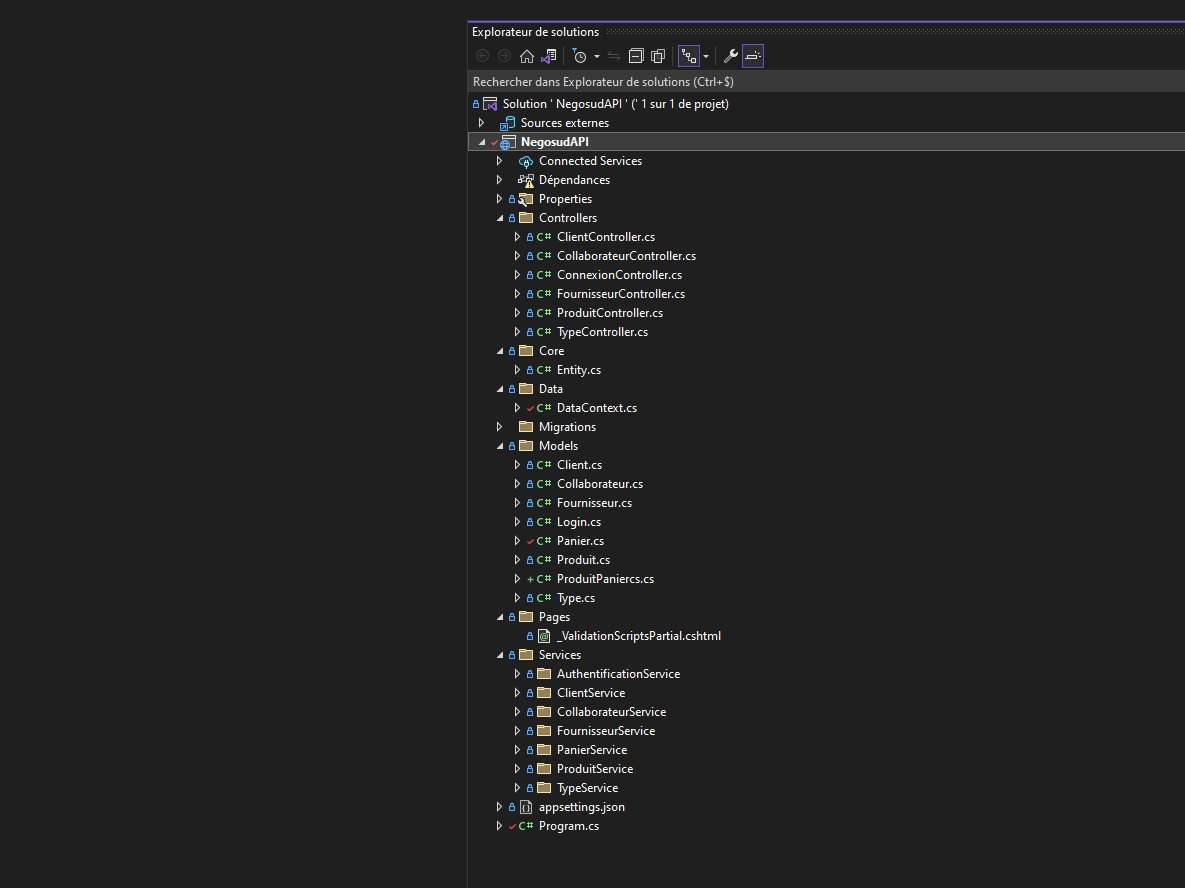 Explorateur de solutions
Rechercher dans Explorateur de solutions (Ctrl+$)
Solution ' NegosudAPI ' (' 1 sur 1 de projet)
Sources externes
NegosudAPI
Connected Services
Dépendances
Properties
Controllers
C# ClientController.cs
C# CollaborateurController.cs
C# ConnexionController.cs
C# FournisseurController.cs
C# ProduitController.cs
C# TypeController.cs
Core
C# Entity.cs
Data
C# DataContext.cs
Migrations
Models
C# Client.cs
C# Collaborateur.cs
C# Fournisseur.cs
C# Login.cs
C# Panier.cs
C# Produit.cs
+ C# ProduitPaniercs.cs
C# Type.cs
Pages
_ValidationScriptsPartial.cshtml
Services
AuthentificationService
ClientService
CollaborateurService
FournisseurService
PanierService
ProduitService
TypeService
appsettings.json
C# Program.cs